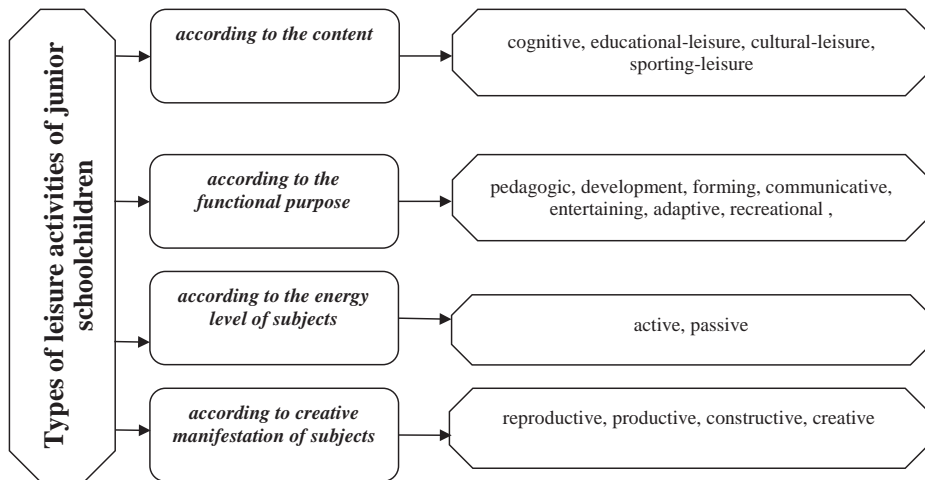 Types of leisure activities of junior
schoolchildren
according to the content
cognitive, educational-leisure, cultural-leisure,
sporting-leisure
according to the
functional purpose
pedagogic, development, forming, communicative,
entertaining, adaptive, recreational ,
according to the energy
level of subjects
active, passive
according to creative
manifestation of subjects
reproductive, productive, constructive, creative